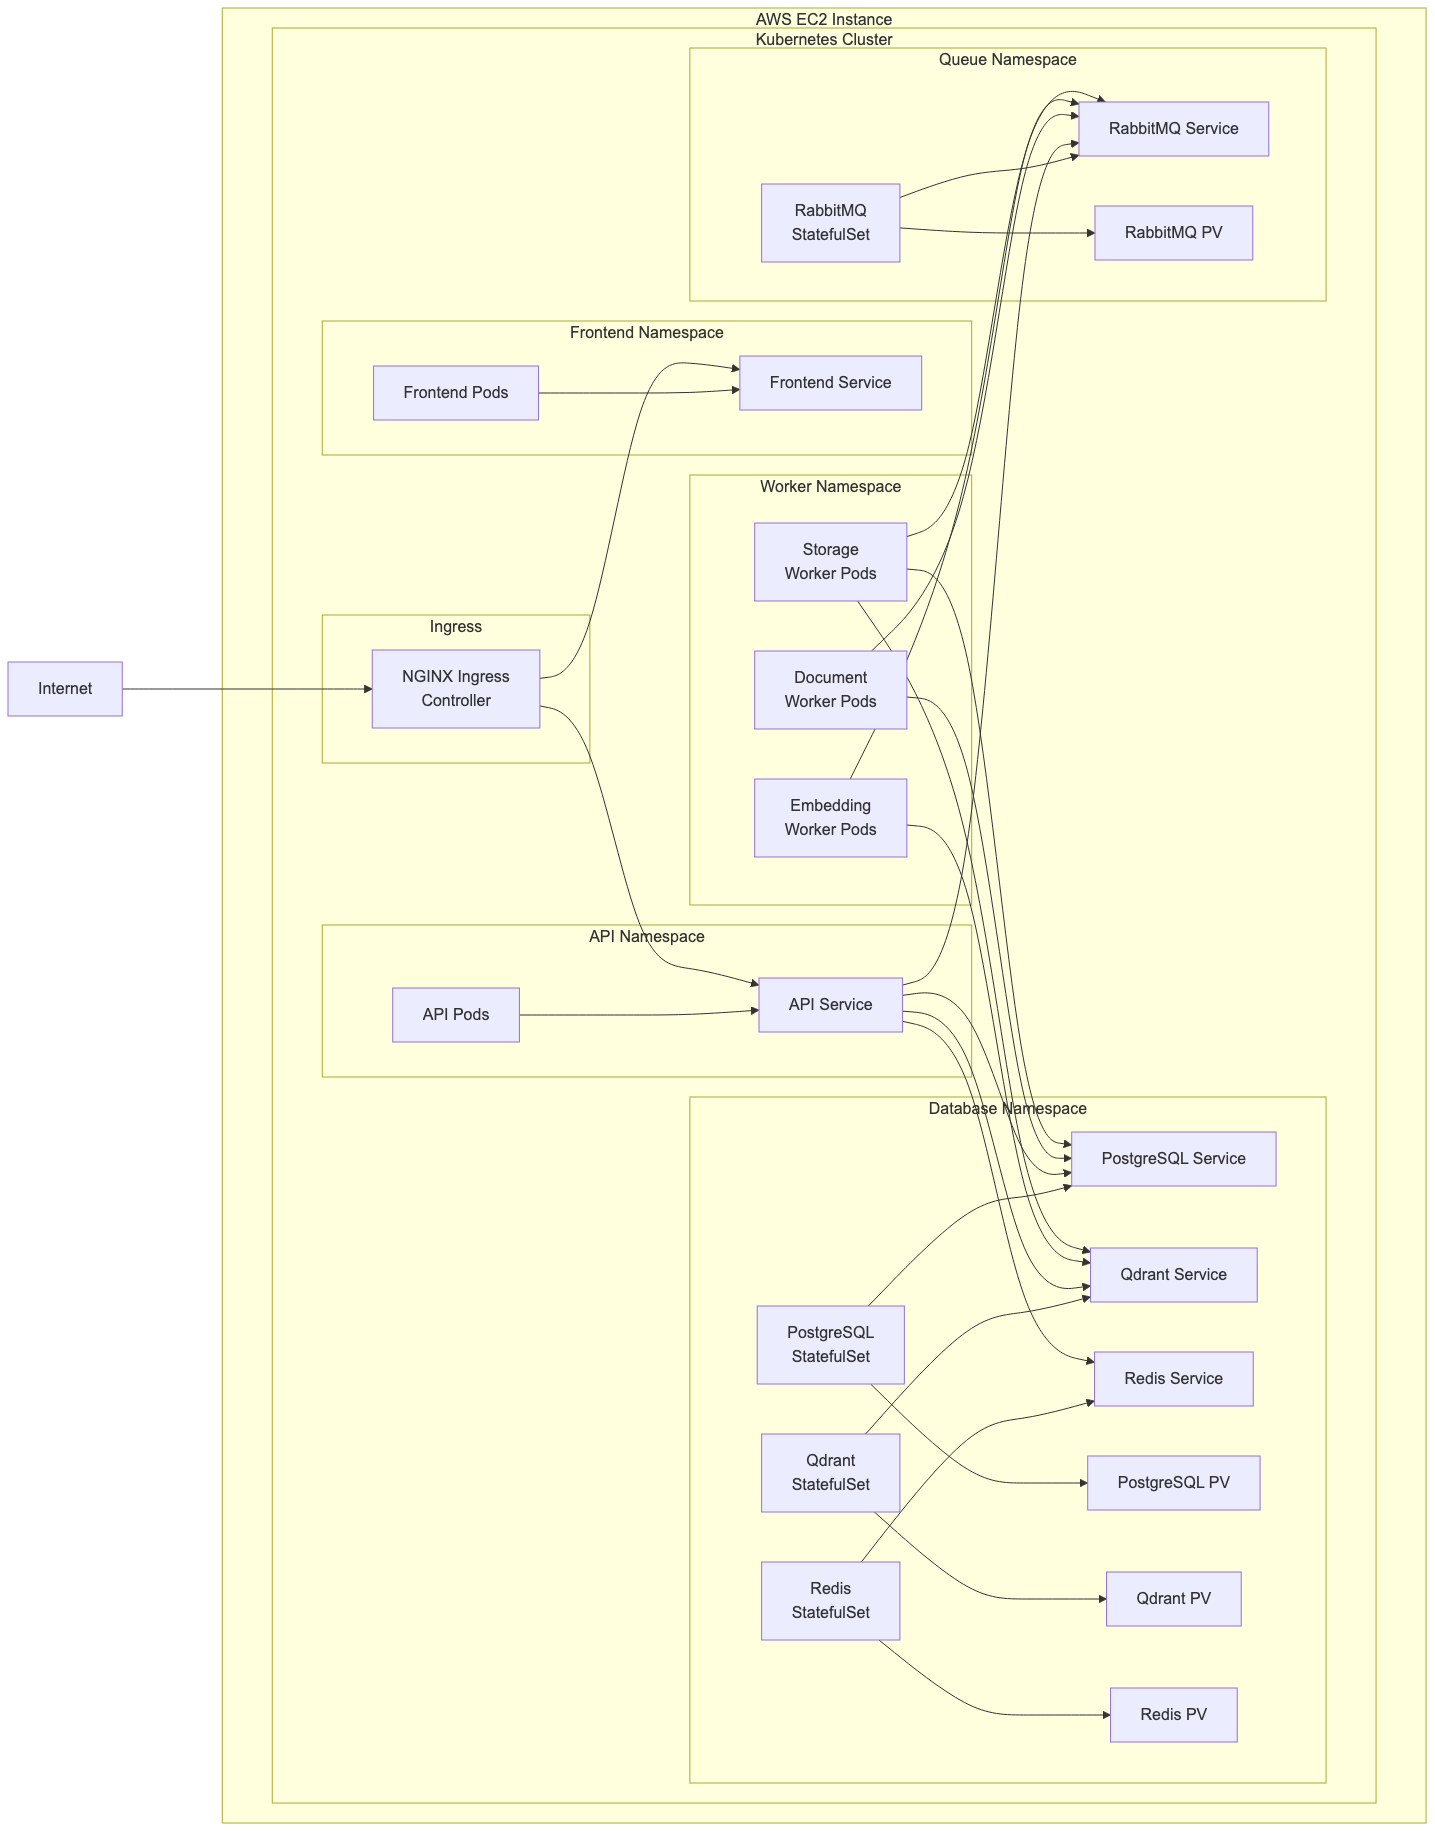 AWS EC2 Instance
Kubernetes Cluster
Queue Namespace
RabbitMQ Service
RabbitMQ
StatefulSet
RabbitMQ PV
Frontend Namespace
Frontend Pods
Frontend Service
Worker Namespace
Storage
Worker Pods
Ingress
NGINX Ingress
Controller
Internet
Document
Worker Pods
Embedding
Worker Pods
API Namespace
API Pods
API Service
Database Namespace
PostgreSQL Service
Qdrant Service
PostgreSQL
StatefulSet
Redis Service
Qdrant
StatefulSet
PostgreSQL PV
Redis
StatefulSet
Qdrant PV
Redis PV